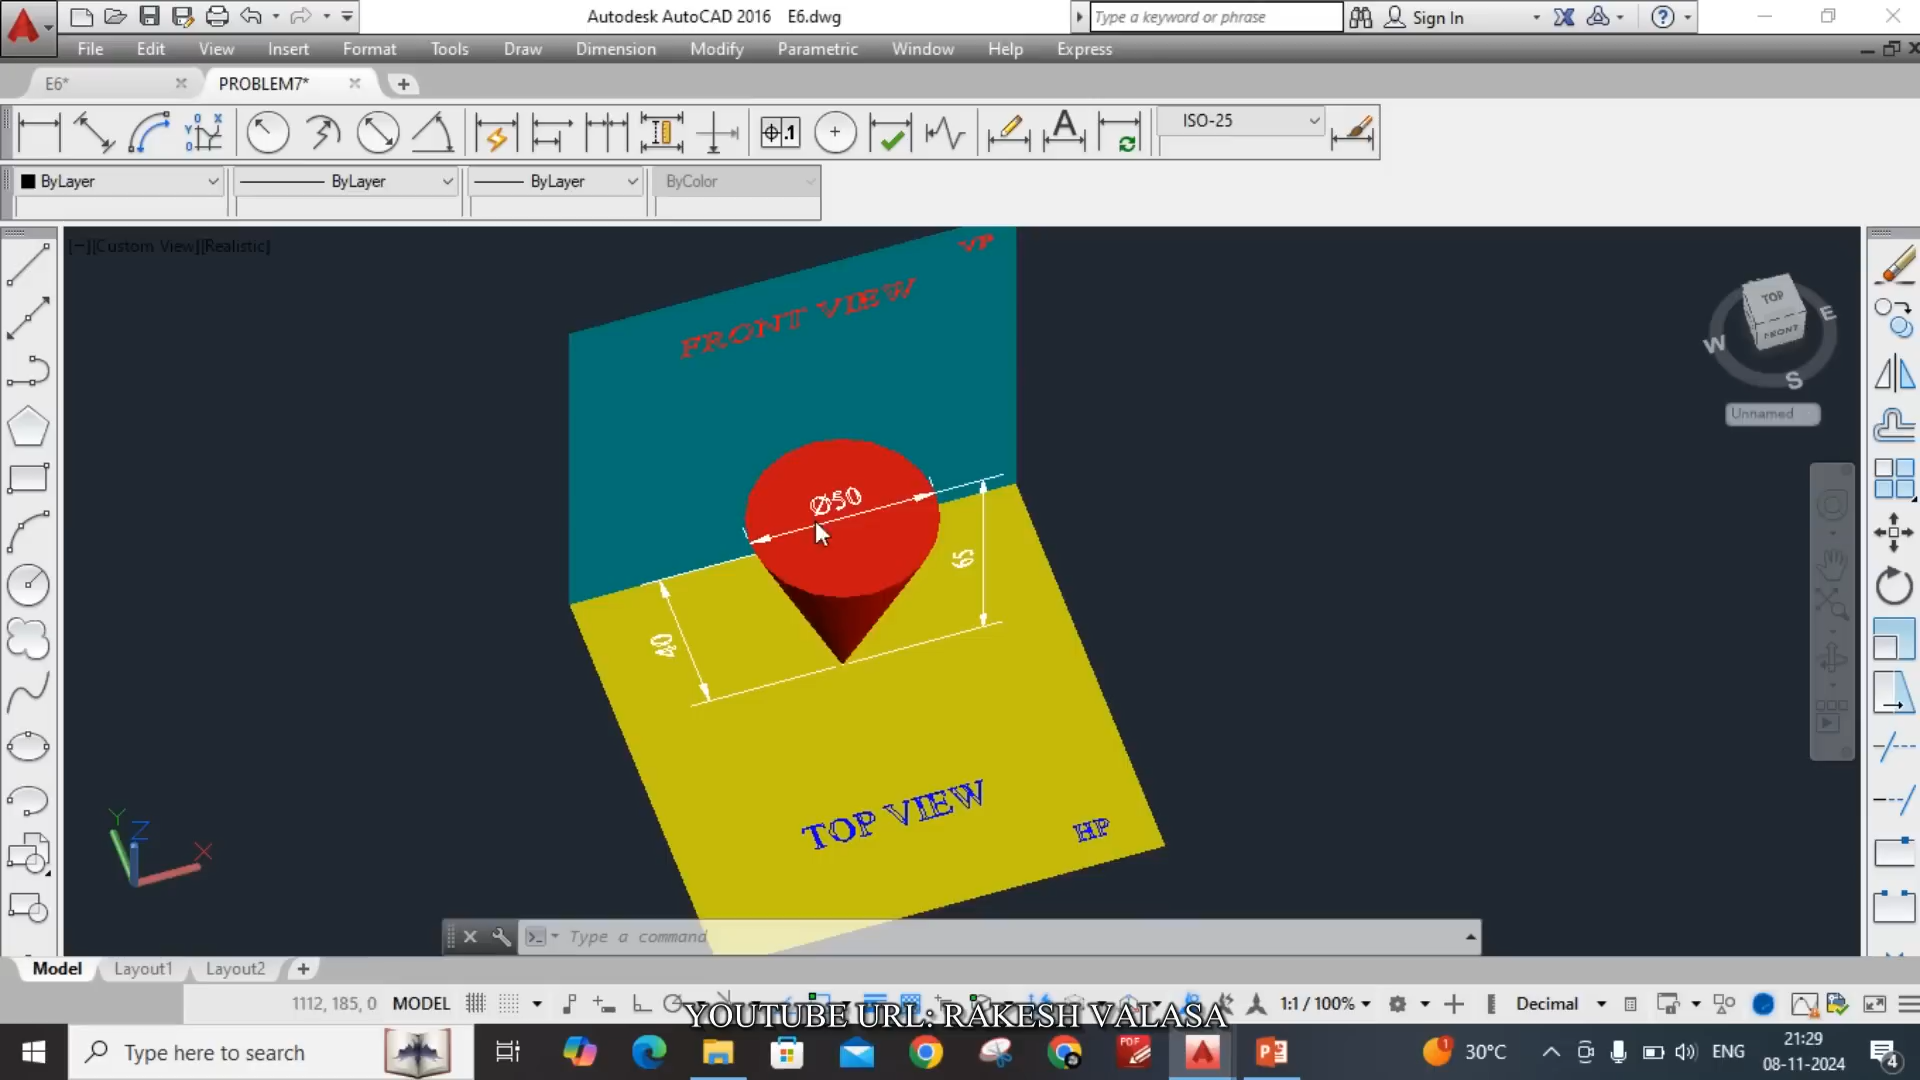 Autodesk AutoCAD 2016 E6.dwg
Type a keyword or phrase
Sign In
File Edit View Insert Format Tools Draw Dimension Modify Parametric Window Help Express
E6*
PROBLEM7*
ISO-25
ByLayer
ByLayer
ByLayer
ByColor
[−][Custom View][Realistic]
VP
FRONT VIEW
TOP
FRONT
W
E
S
Unnamed
Ø50
65
40
TOP VIEW
HP
Y
Z
X
Type a command
Model Layout1 Layout2
1112, 185, 0 MODEL
1:1 / 100%
Decimal
YOUTUBE URL: RAKESH VALASA
Type here to search
PDF
30°C
ENG
21:29
08-11-2024
4